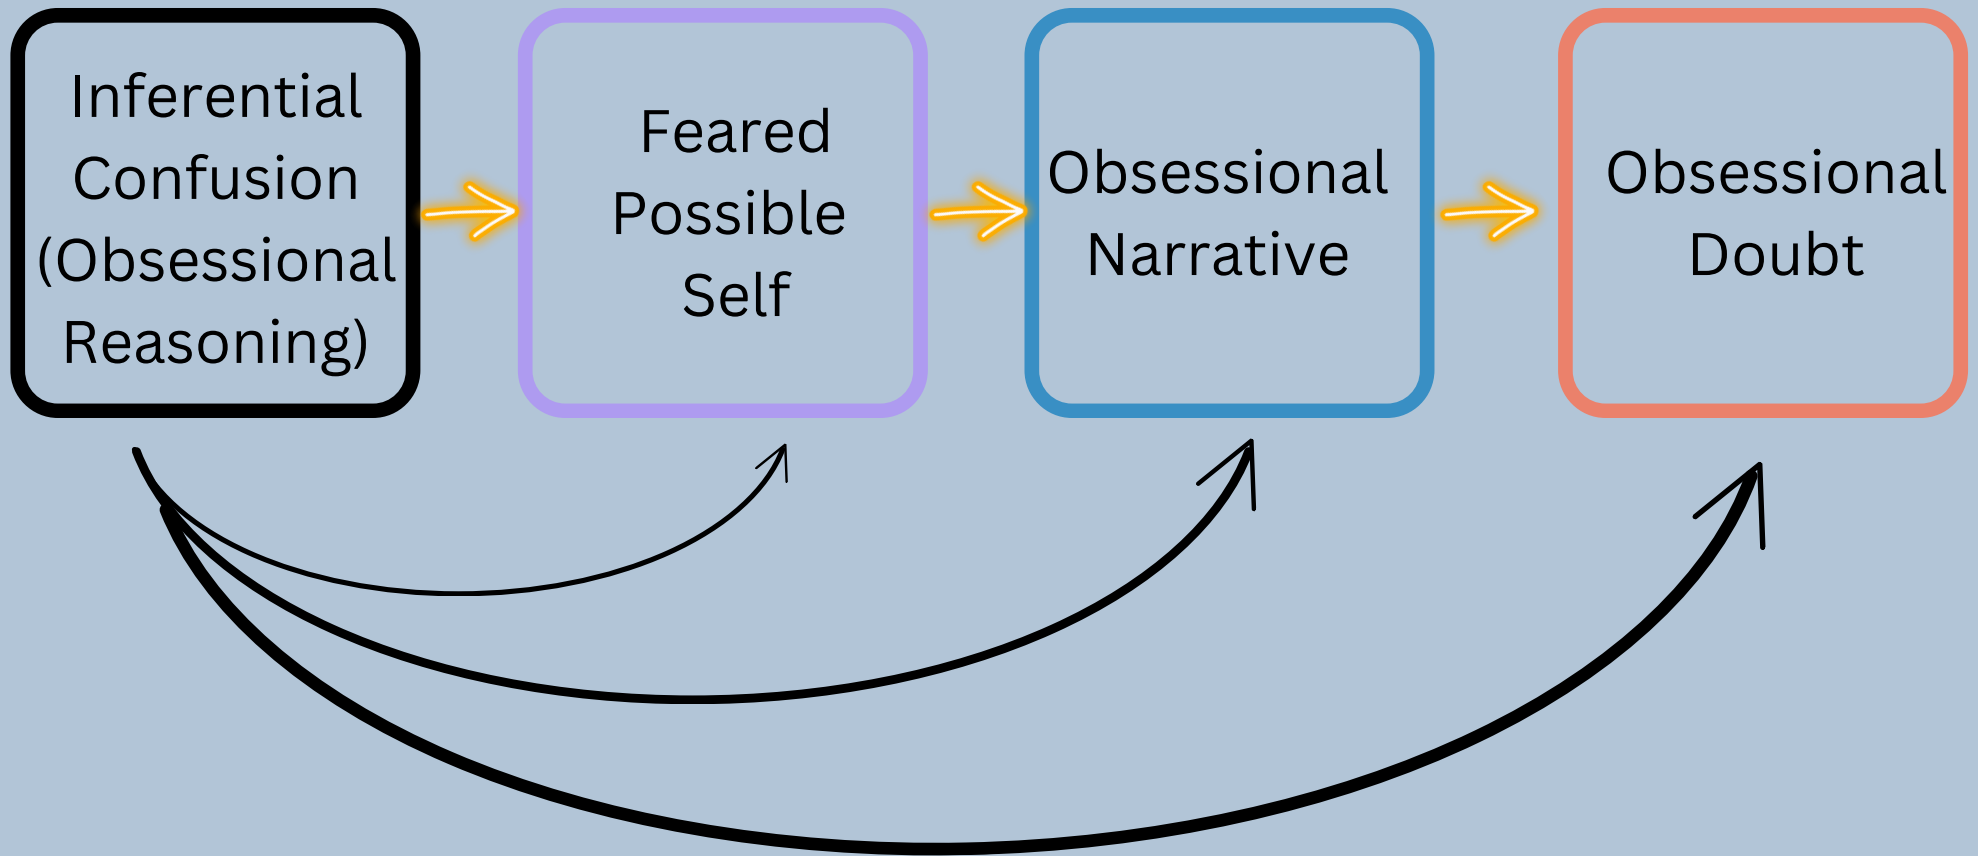 Inferential
Confusion
(Obsessional
Reasoning)
Feared
Possible
Self
Obsessional
Narrative
Obsessional
Doubt